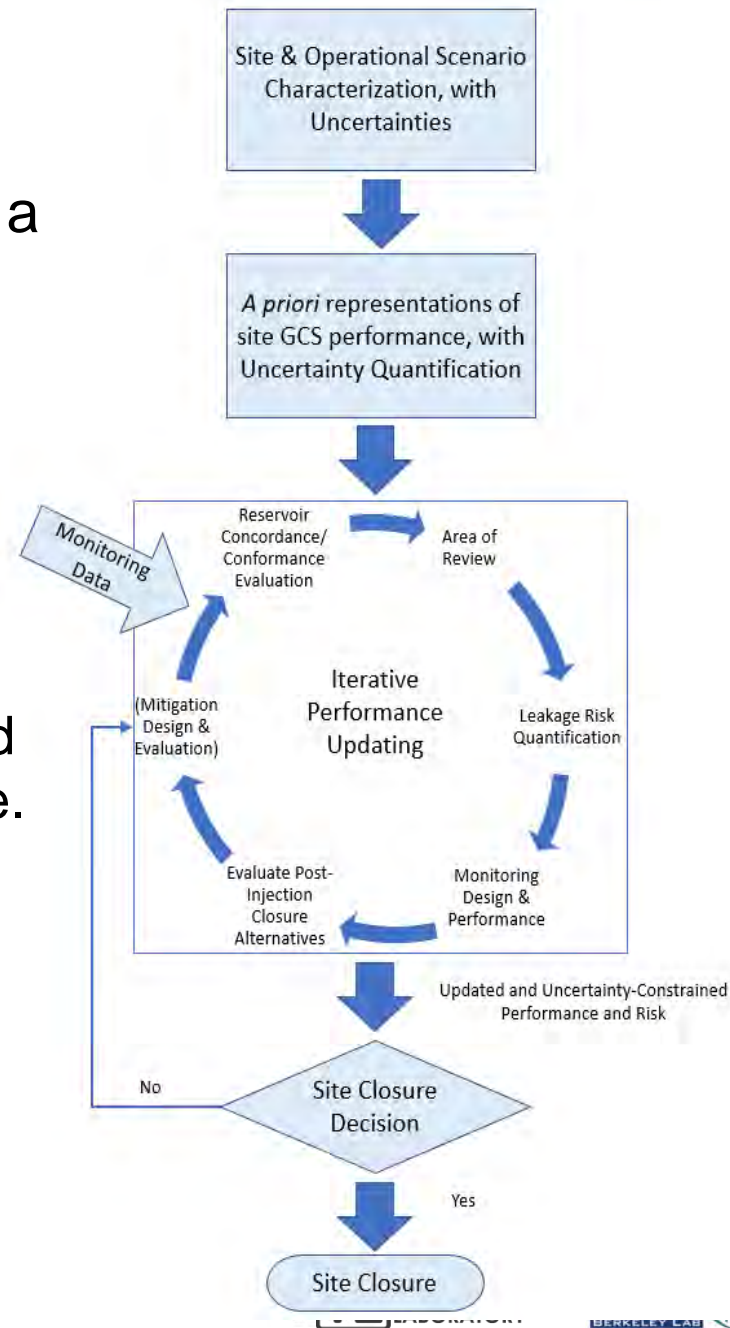 Site & Operational Scenario
Characterization, with
Uncertainties
a
A priori representations of
site GCS performance, with
Uncertainty Quantification
Monitoring
Data
Reservoir
Concordance/
Conformance
Evaluation
Area of
Review
Iterative
Performance
Updating
(Mitigation
Design &
Evaluation)
Leakage Risk
Quantification
d
e.
Evaluate Post-
Injection
Closure
Alternatives
Monitoring
Design &
Performance
Updated and Uncertainty-Constrained
Performance and Risk
No
Site Closure
Decision
Yes
Site Closure
LABORATORY
BERKELEY LAB